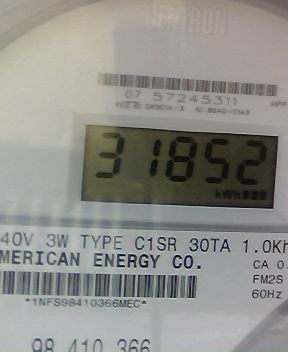 CENTRON
07 57245311
31852
kWh
40V 3W TYPE C1SR 30TA 1.0Kh
MERICAN ENERGY CO.
CA 0.
FM2S
*1NFS98410366MEC*
60Hz
98 410 366